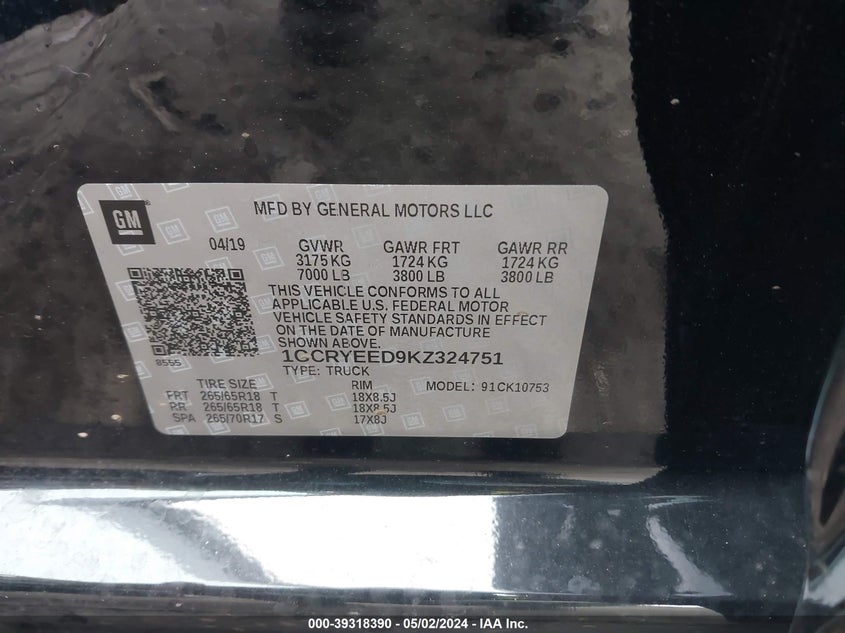 GM
MFD BY GENERAL MOTORS LLC
04/19 GVWR GAWR FRT GAWR RR
3175 KG 1724 KG 1724 KG
7000 LB 3800 LB 3800 LB
THIS VEHICLE CONFORMS TO ALL
APPLICABLE U.S. FEDERAL MOTOR
VEHICLE SAFETY STANDARDS IN EFFECT
ON THE DATE OF MANUFACTURE
SHOWN ABOVE.
8555
1CCRYEED9KZ324751
TYPE: TRUCK MODEL: 91CK10753
TIRE SIZE RIM
FRT 265/65R18 T 18X8.5J
RR 265/65R18 T 18X8.5J
SPA 265/70R17 S 17X8J
000-39318390 - 05/02/2024 - IAA Inc.